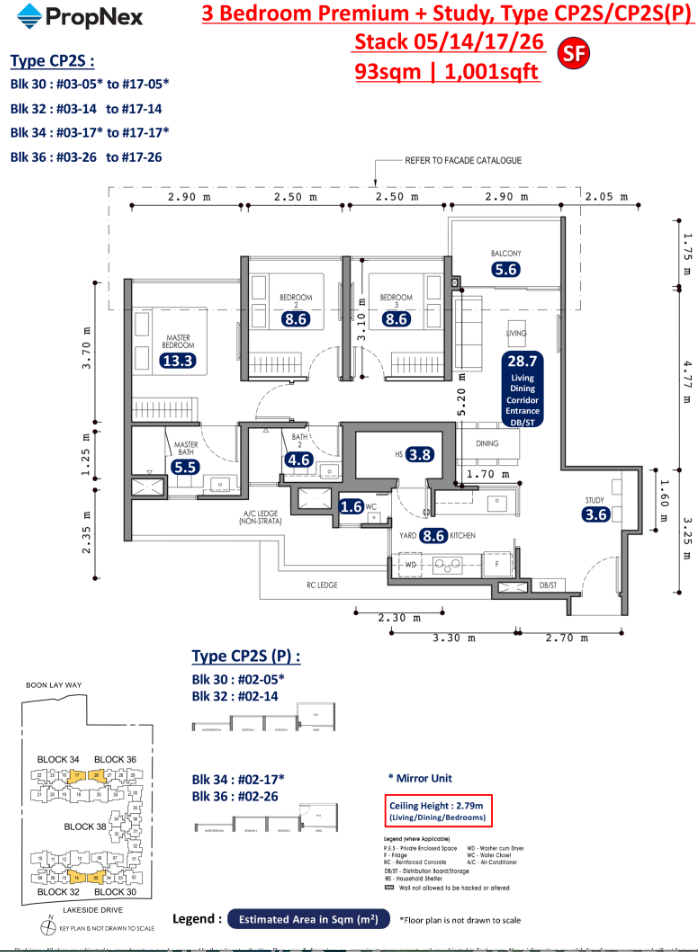 PropNex
3 Bedroom Premium + Study, Type CP2S/CP2S(P)
Stack 05/14/17/26
93sqm | 1,001sqft
SF
Type CP2S :
Blk 30 : #03-05* to #17-05*
Blk 32 : #03-14 to #17-14
Blk 34 : #03-17* to #17-17*
Blk 36 : #03-26 to #17-26
REFER TO FACADE CATALOGUE
2.90 m
2.50 m
2.50 m
2.90 m
2.05 m
1.75 m
BALCONY
5.6
BEDROOM
2
8.6
BEDROOM
3
8.6
3.10 m
MASTER
BEDROOM
13.3
3.70 m
LIVING
28.7
Living
Dining
Corridor
Entrance
DB/ST
5.20 m
4.77 m
DINING
1.70 m
MASTER
BATH
5.5
1.25 m
BATH
2
4.6
HS 3.8
2.35 m
A/C LEDGE
(NON-STRATA)
1.6 WC
YARD 8.6 KITCHEN
STUDY
3.6
1.60 m
3.25 m
WD
F
DB/ST
RC LEDGE
2.30 m
3.30 m
2.70 m
Type CP2S (P) :
Blk 30 : #02-05*
Blk 32 : #02-14
Blk 34 : #02-17*
Blk 36 : #02-26
* Mirror Unit
Ceiling Height : 2.79m
(Living/Dining/Bedrooms)
Legend (where Applicable)
P.E.S - Private Enclosed Space WD - Washer cum Dryer
F - Fridge WC - Water Closet
RC - Reinforced Concrete A/C - Air-Conditioner
DB/ST - Distribution Board/Storage
HS - Household Shelter
Wall not allowed to be hacked or altered
BOON LAY WAY
BLOCK 34 BLOCK 36
17 26
BLOCK 38
14 05
BLOCK 32 BLOCK 30
LAKESIDE DRIVE
N
KEY PLAN IS NOT DRAWN TO SCALE
Legend : Estimated Area in Sqm (m²) *Floor plan is not drawn to scale